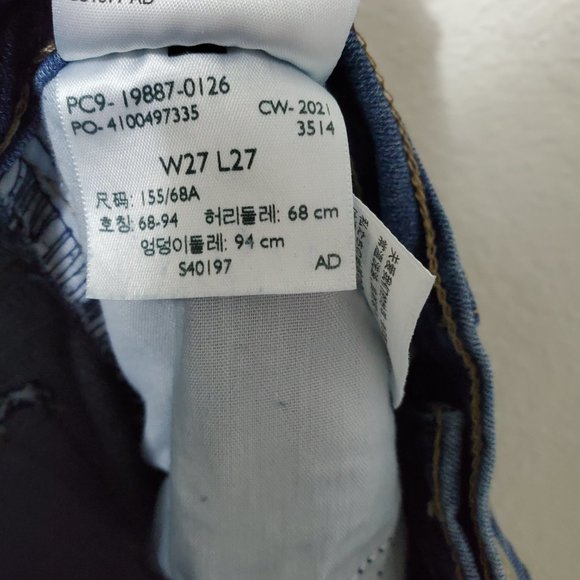 AD
PC9- 19887-0126
PO- 4100497335
CW- 2021
3514
W27 L27
尺码: 155/68A
호칭: 68-94 허리둘레: 68 cm
엉덩이둘레: 94 cm
S40197
AD